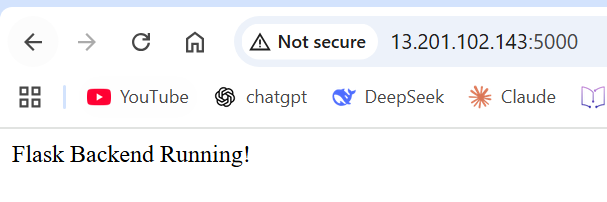 Not secure 13.201.102.143:5000
YouTube chatgpt DeepSeek Claude
Flask Backend Running!